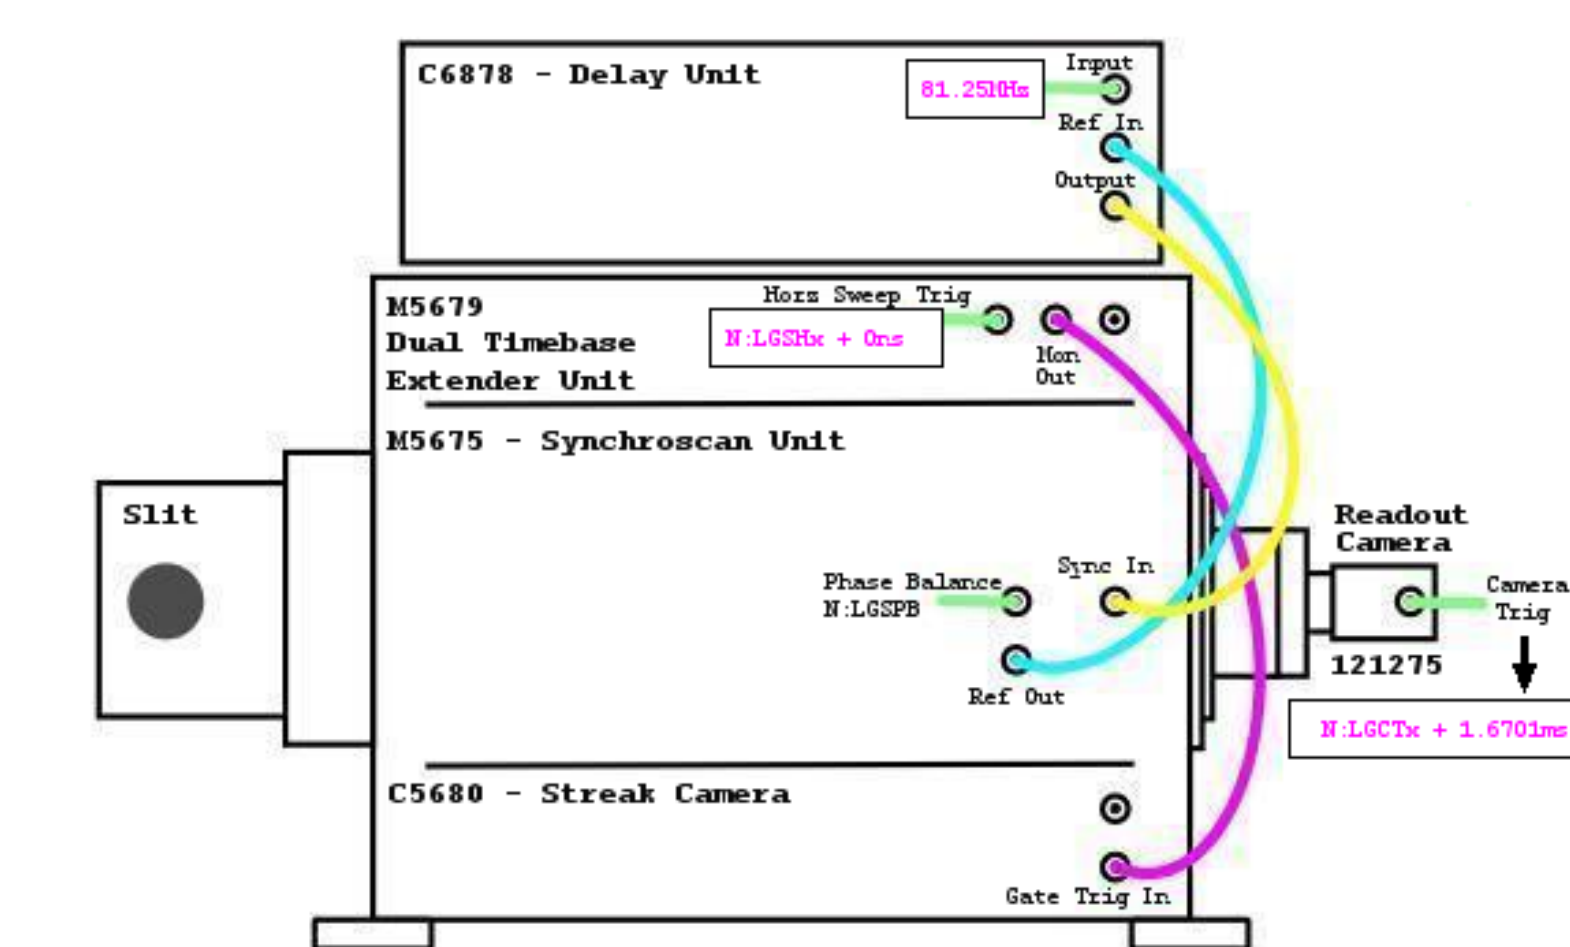 C6878 - Delay Unit
81.25MHz
Input
Ref In
Output
M5679
Dual Timebase
Extender Unit
Horz Sweep Trig
N:LGSHx + 0ns
Mon
Out
M5675 - Synchroscan Unit
Slit
Phase Balance
N:LGSPB
Sync In
Ref Out
Readout
Camera
121275
Camera
Trig
N:LGCTx + 1.6701ms
C5680 - Streak Camera
Gate Trig In